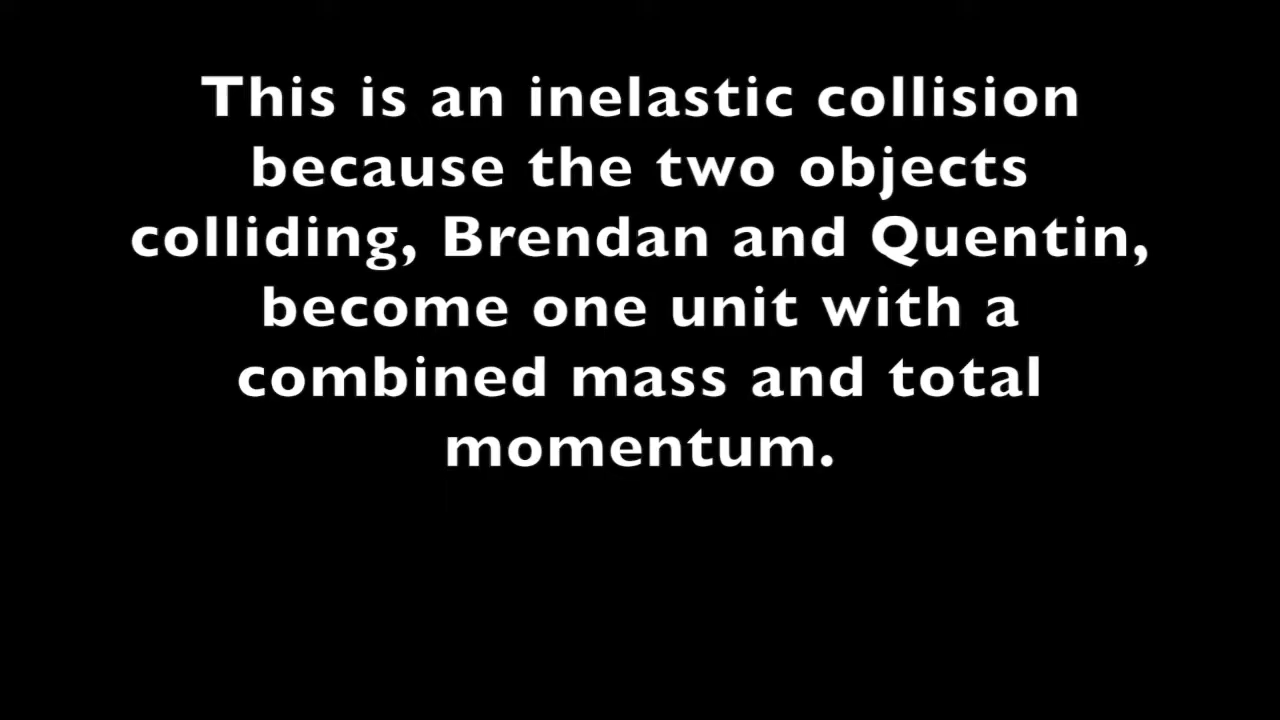 This is an inelastic collision
because the two objects
colliding, Brendan and Quentin,
become one unit with a
combined mass and total
momentum.